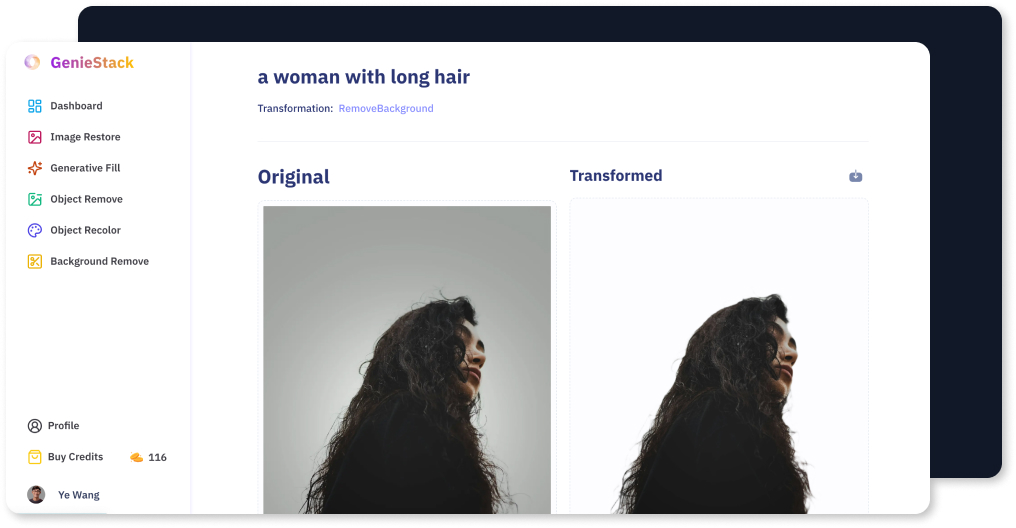 GenieStack
Dashboard
Image Restore
Generative Fill
Object Remove
Object Recolor
Background Remove
Profile
Buy Credits 116
Ye Wang
a woman with long hair
Transformation: RemoveBackground
Original
Transformed